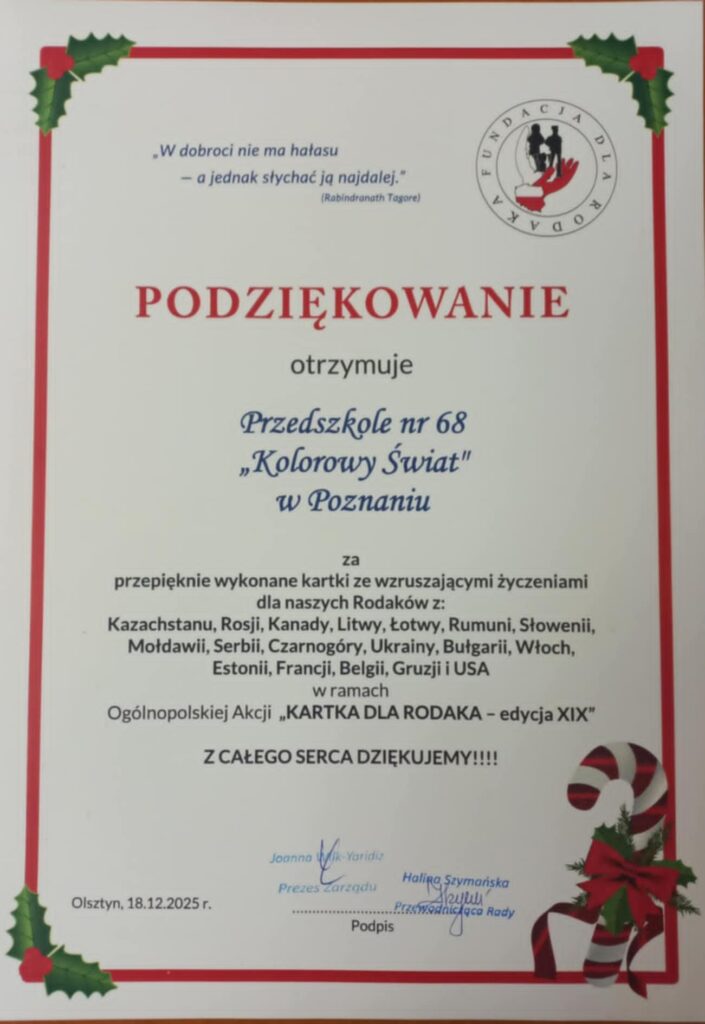 „W dobroci nie ma hałasu
– a jednak słychać ją najdalej."
(Rabindranath Tagore)
FUNDACJA DLA RODAKA
PODZIĘKOWANIE
otrzymuje
Przedszkole nr 68
„Kolorowy Świat"
w Poznaniu
za
przepięknie wykonane kartki ze wzruszającymi życzeniami
dla naszych Rodaków z:
Kazachstanu, Rosji, Kanady, Litwy, Łotwy, Rumuni, Słowenii,
Mołdawii, Serbii, Czarnogóry, Ukrainy, Bułgarii, Włoch,
Estonii, Francji, Belgii, Gruzji i USA
w ramach
Ogólnopolskiej Akcji „KARTKA DLA RODAKA – edycja XIX"
Z CAŁEGO SERCA DZIĘKUJEMY!!!!
Joanna Wilk-Yaridiz
Prezes Zarządu
Halina Szymańska
Przewodnicząca Rady
Olsztyn, 18.12.2025 r.
Podpis